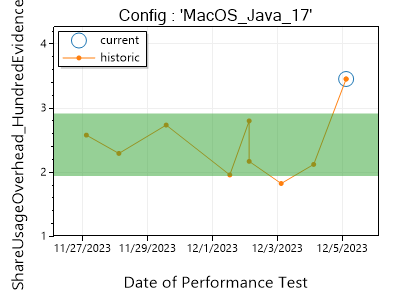 Config : 'MacOS_Java_17'
ShareUsageOverhead_HundredEvidence
current
historic
4
3
2
1
11/27/2023 11/29/2023 12/1/2023 12/3/2023 12/5/2023
Date of Performance Test